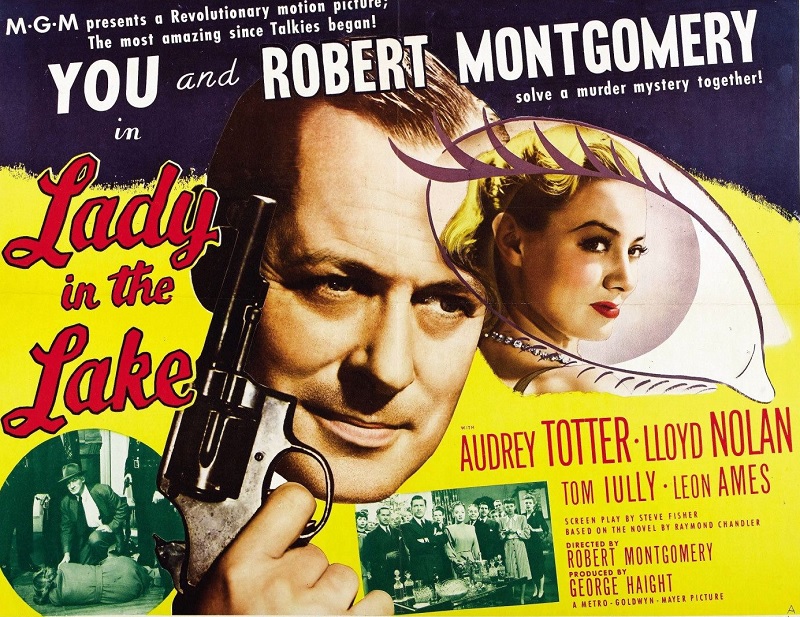 M-G-M presents a Revolutionary motion picture;
The most amazing since Talkies began!
YOU and ROBERT MONTGOMERY
in
solve a murder mystery together!
Lady
in the
Lake
WITH
AUDREY TOTTER · LLOYD NOLAN
TOM IULLY · LEON AMES
SCREEN PLAY BY STEVE FISHER
BASED ON THE NOVEL BY RAYMOND CHANDLER
DIRECTED BY
ROBERT MONTGOMERY
PRODUCED BY
GEORGE HAIGHT
A METRO-GOLDWYN-MAYER PICTURE
A